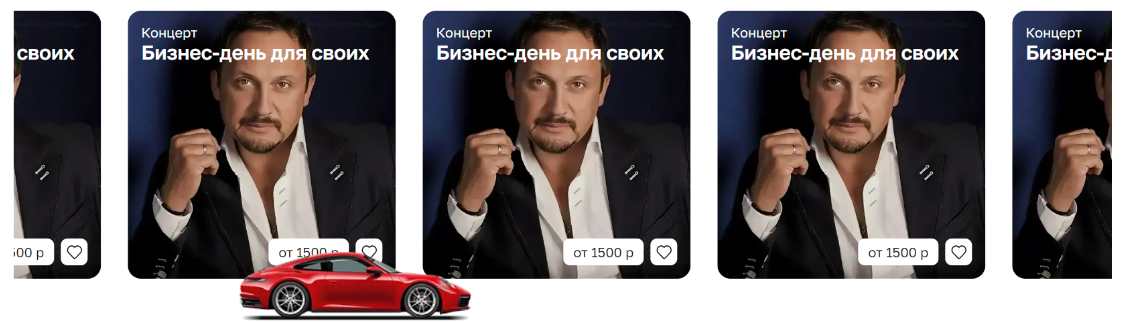 своих
500 р
Концерт
Бизнес-день для своих
от 1500 р
Концерт
Бизнес-день для своих
от 1500 р
Концерт
Бизнес-день для своих
от 1500 р
Концерт
Бизнес-д